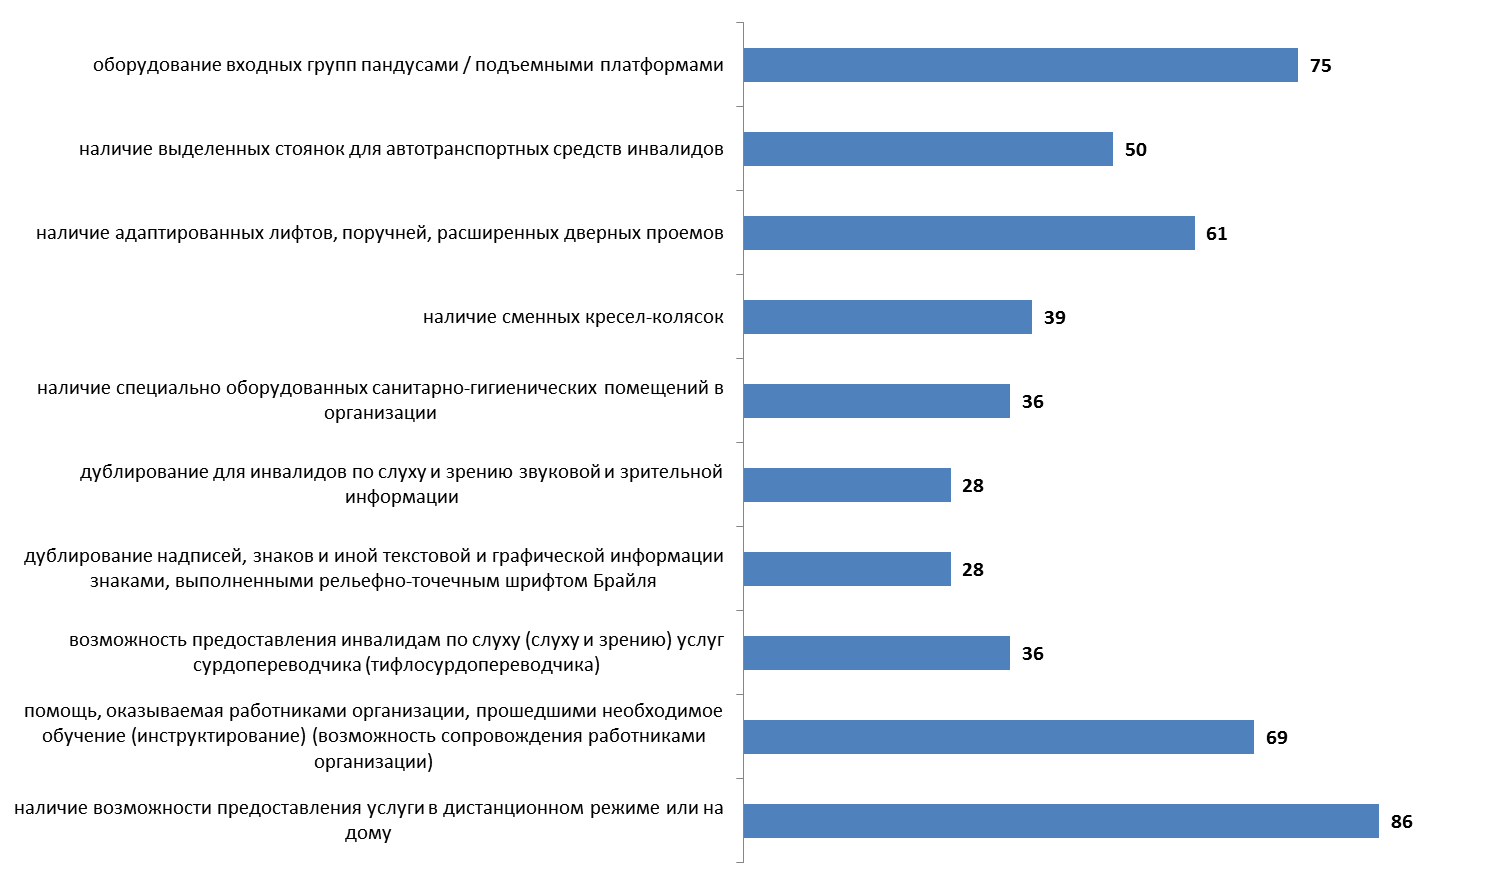 оборудование входных групп пандусами / подъемными платформами
75
наличие выделенных стоянок для автотранспортных средств инвалидов
50
наличие адаптированных лифтов, поручней, расширенных дверных проемов
61
наличие сменных кресел-колясок
39
наличие специально оборудованных санитарно-гигиенических помещений в
организации
36
дублирование для инвалидов по слуху и зрению звуковой и зрительной
информации
28
дублирование надписей, знаков и иной текстовой и графической информации
знаками, выполненными рельефно-точечным шрифтом Брайля
28
возможность предоставления инвалидам по слуху (слуху и зрению) услуг
сурдопереводчика (тифлосурдопереводчика)
36
помощь, оказываемая работниками организации, прошедшими необходимое
обучение (инструктирование) (возможность сопровождения работниками
организации)
69
наличие возможности предоставления услуги в дистанционном режиме или на
дому
86